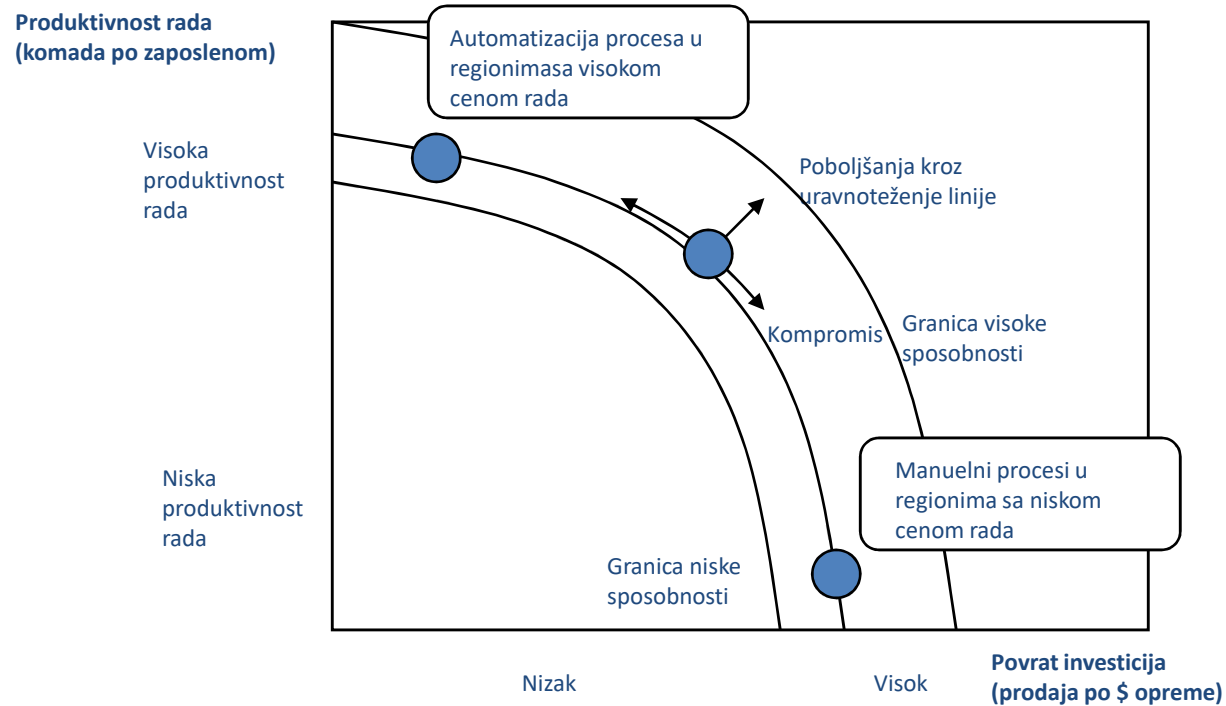 Produktivnost rada
(komada po zaposlenom)
Automatizacija procesa u
regionimasa visokom
cenom rada
Visoka
produktivnost
rada
Poboljšanja kroz
uravnoteženje linije
Kompromis
Granica visoke
sposobnosti
Manuelni procesi u
regionima sa niskom
cenom rada
Niska
produktivnost
rada
Granica niske
sposobnosti
Nizak
Visok
Povrat investicija
(prodaja po $ opreme)